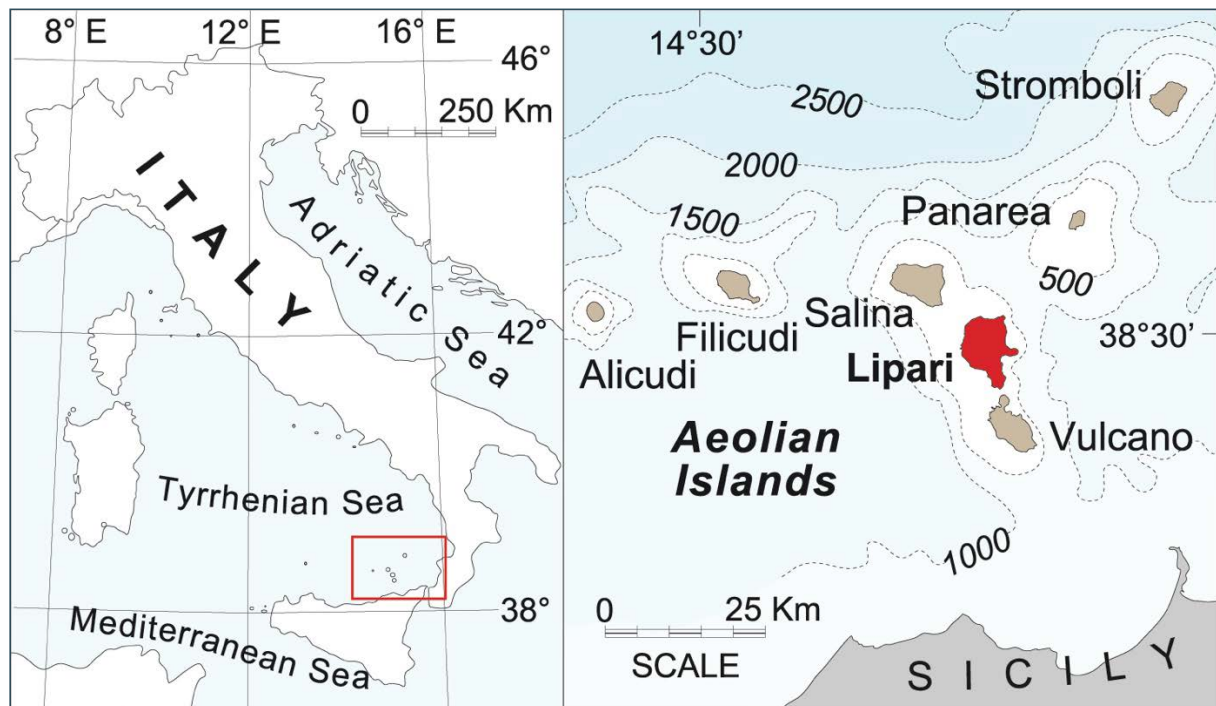 8° E
12° E
16° E
46°
0 250 Km
ITALY
Adriatic Sea
42°
Tyrrhenian Sea
38°
Mediterranean Sea
14°30’
2500
Stromboli
2000
1500
Panarea
500
Salina
38°30’
Filicudi
Lipari
Alicudi
Aeolian
Islands
Vulcano
1000
0 25 Km
SCALE
SICILY